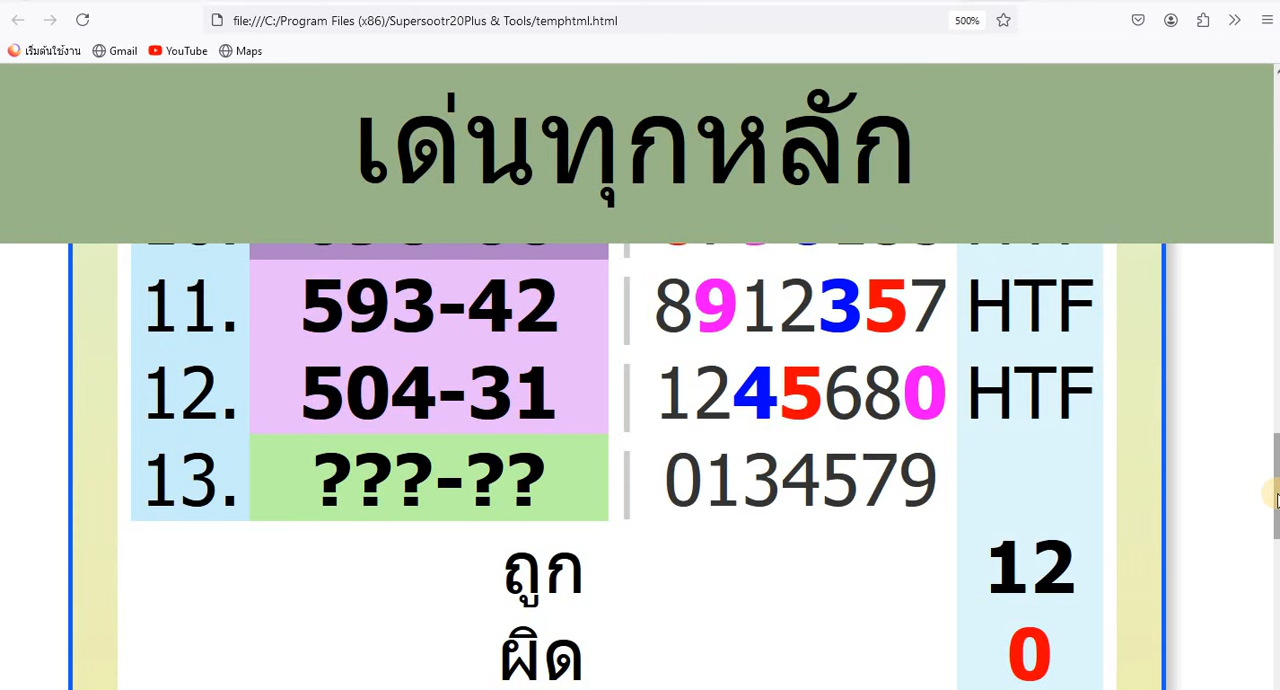 file:///C:/Program Files (x86)/Supersootr20Plus & Tools/temphtml.html 500%
เริ่มต้นใช้งาน Gmail YouTube Maps
เด่นทุกหลัก
11. 593-42 8912357 HTF
12. 504-31 1245680 HTF
13. ???-?? 0134579
ถูก 12
ผิด 0